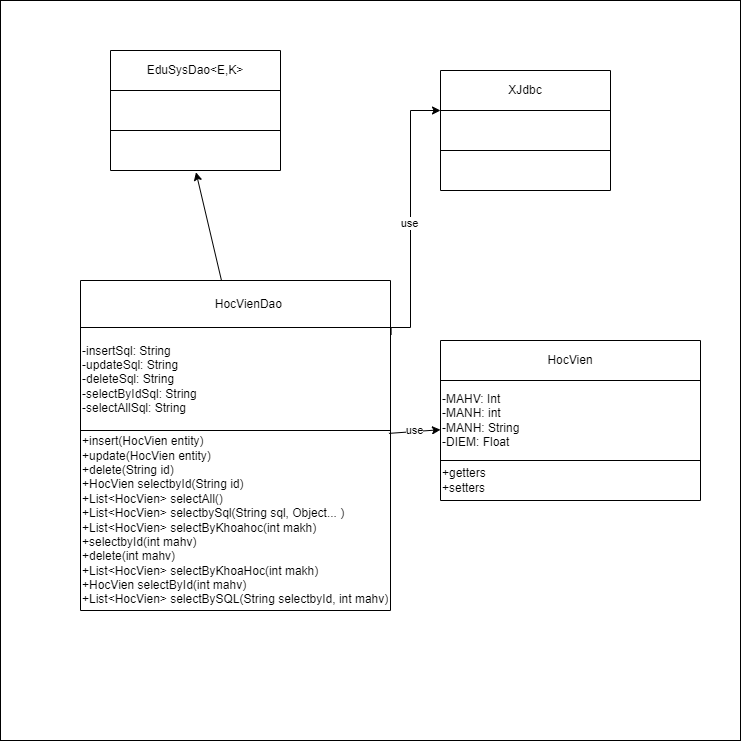 EduSysDao<E,K>
XJdbc
use
HocVienDao
-insertSql: String
-updateSql: String
-deleteSql: String
-selectByIdSql: String
-selectAllSql: String
+insert(HocVien entity)
+update(HocVien entity)
+delete(String id)
+HocVien selectbyId(String id)
+List<HocVien> selectAll()
+List<HocVien> selectbySql(String sql, Object... )
+List<HocVien> selectByKhoahoc(int makh)
+selectbyId(int mahv)
+delete(int mahv)
+List<HocVien> selectByKhoaHoc(int makh)
+HocVien selectById(int mahv)
+List<HocVien> selectBySQL(String selectbyId, int mahv)
use
HocVien
-MAHV: Int
-MANH: int
-MANH: String
-DIEM: Float
+getters
+setters